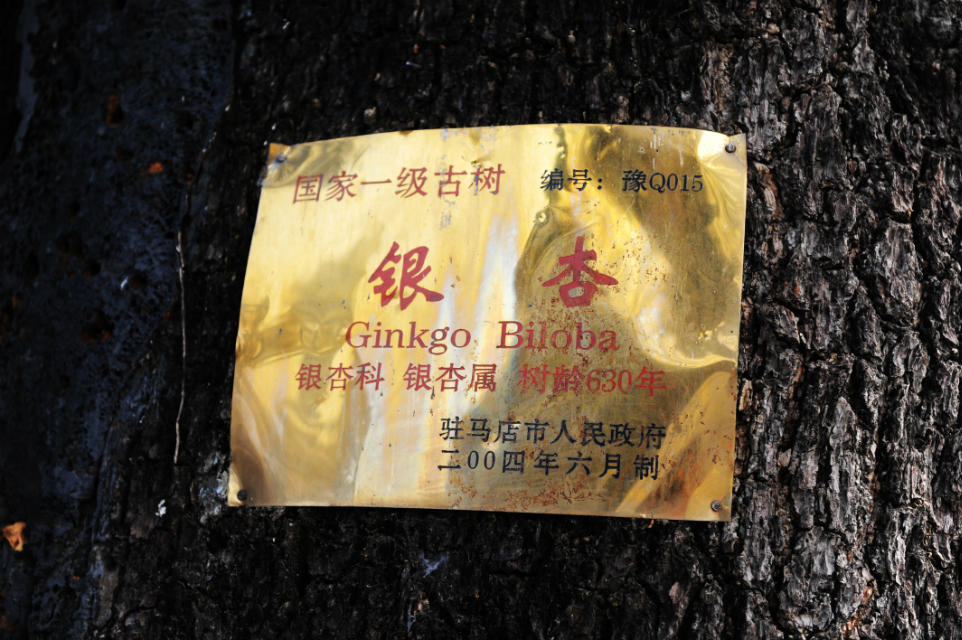 国家一级古树 编号：豫Q015
银杏
Ginkgo Biloba
银杏科 银杏属 树龄630年
驻马店市人民政府
二00四年六月制